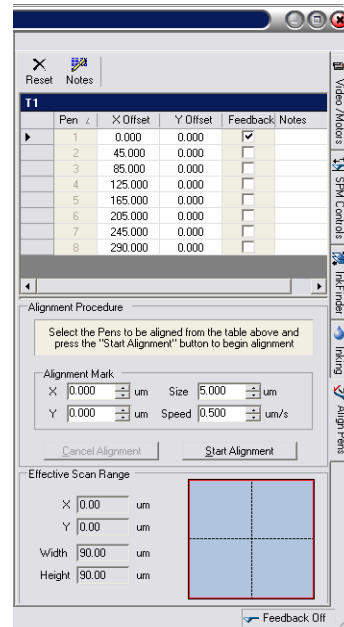 Reset Notes
T1
Pen X Offset Y Offset Feedback Notes
1 0.000 0.000
2 45.000 0.000
3 85.000 0.000
4 125.000 0.000
5 165.000 0.000
6 205.000 0.000
7 245.000 0.000
8 290.000 0.000
Alignment Procedure
Select the Pens to be aligned from the table above and
press the "Start Alignment" button to begin alignment
Alignment Mark
X 0.000 um Size 5.000 um
Y 0.000 um Speed 0.500 um/s
Cancel Alignment Start Alignment
Effective Scan Range
X 0.00 um
Y 0.00 um
Width 90.00 um
Height 90.00 um
Feedback Off
Video / Motors
SPM Controls
InkFinder
Inking
Align Pens